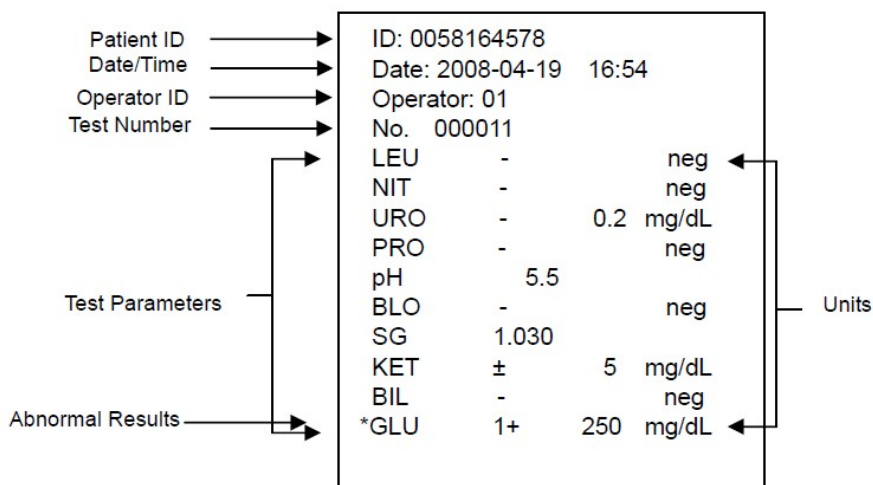 Patient ID
Date/Time
Operator ID
Test Number
Test Parameters
Abnormal Results
ID: 0058164578
Date: 2008-04-19 16:54
Operator: 01
No. 000011
LEU - neg
NIT - neg
URO - 0.2 mg/dL
PRO - neg
pH 5.5
BLO - neg
SG 1.030
KET ± 5 mg/dL
BIL - neg
*GLU 1+ 250 mg/dL
Units